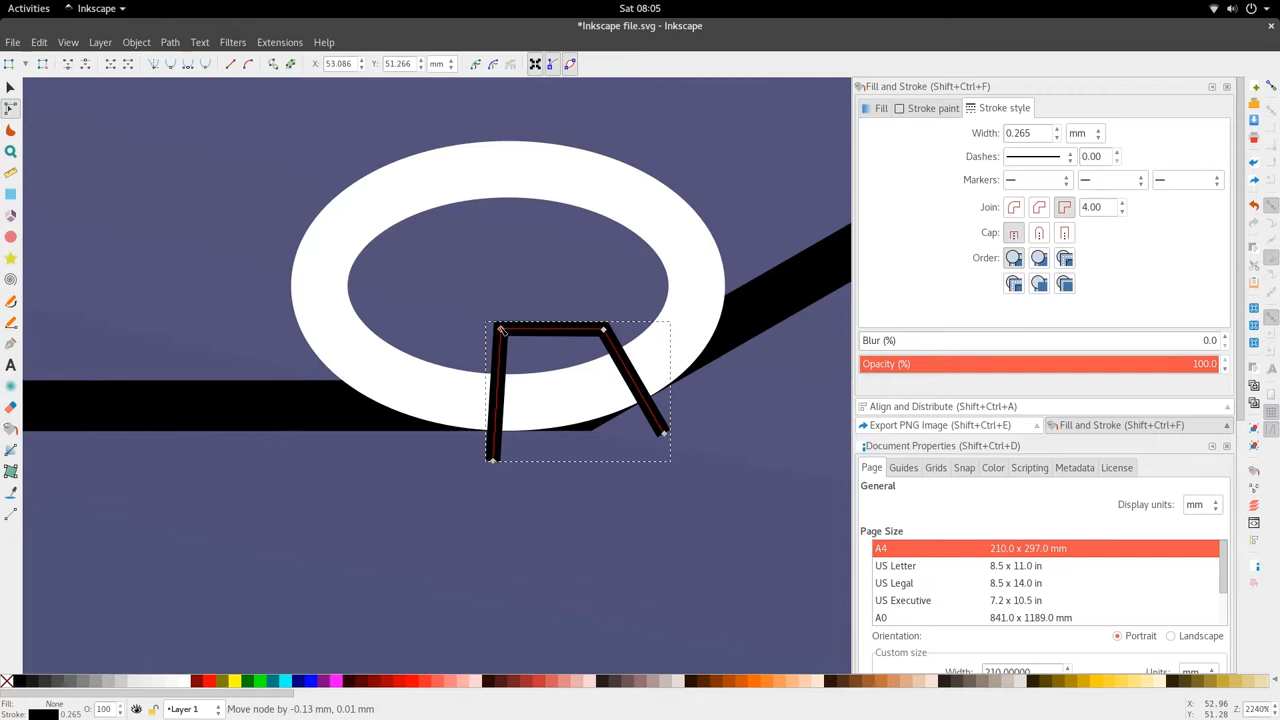 Activities Inkscape Sat 08:05
*Inkscape file.svg - Inkscape
File Edit View Layer Object Path Text Filters Extensions Help
X: 53.086 Y: 51.266 mm
Fill and Stroke (Shift+Ctrl+F)
Fill Stroke paint Stroke style
Width: 0.265 mm
Dashes: 0.00
Markers:
Join: 4.00
Cap:
Order:
Blur (%) 0.0
Opacity (%) 100.0
Align and Distribute (Shift+Ctrl+A)
Export PNG Image (Shift+Ctrl+E) Fill and Stroke (Shift+Ctrl+F)
Document Properties (Shift+Ctrl+D)
Page Guides Grids Snap Color Scripting Metadata License
General
Display units: mm
Page Size
A4 210.0 x 297.0 mm
US Letter 8.5 x 11.0 in
US Legal 8.5 x 14.0 in
US Executive 7.2 x 10.5 in
A0 841.0 x 1189.0 mm
Orientation: Portrait Landscape
Custom size
Width: 210.00000 Units: mm
Fill: None
Stroke: 0.265 O: 100 •Layer 1 Move node by -0.13 mm, 0.01 mm
X: 52.96
Y: 51.28 Z: 2240%